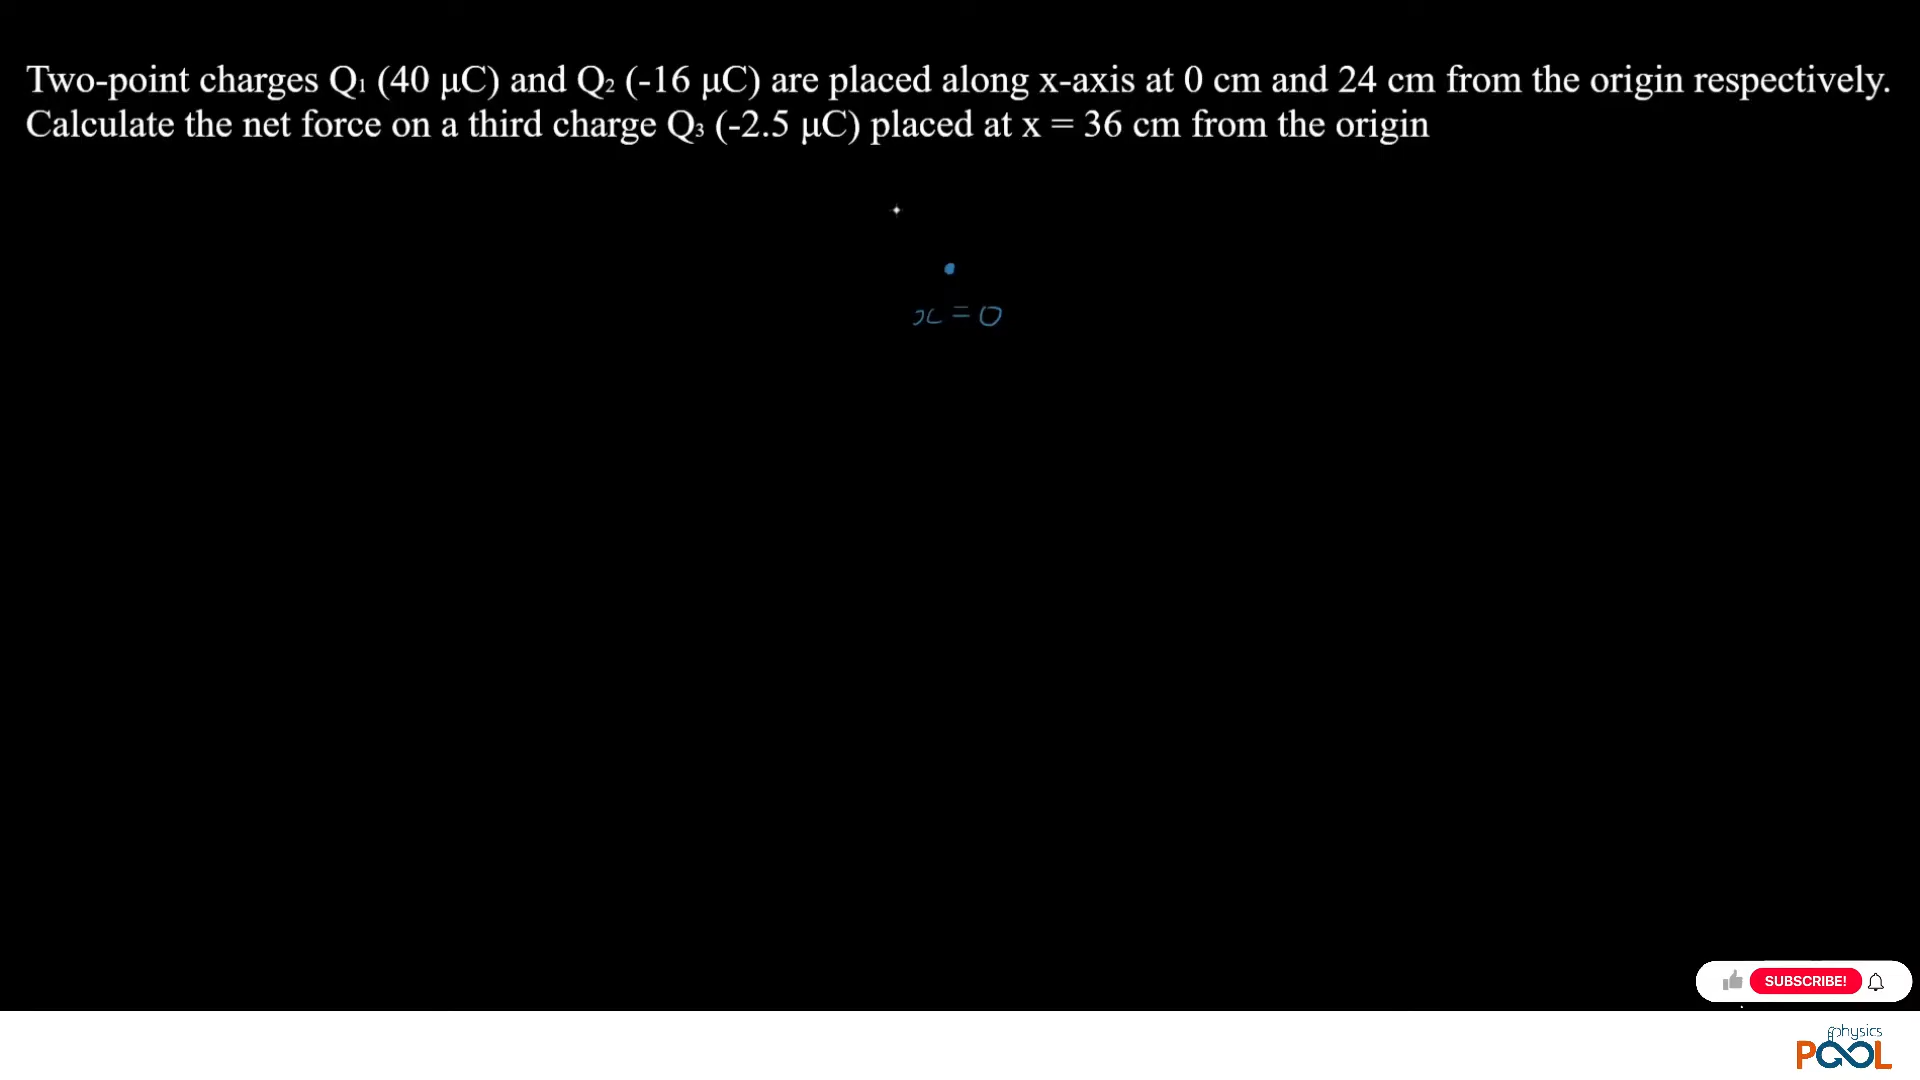 Two-point charges Q₁ (40 μC) and Q₂ (-16 μC) are placed along x-axis at 0 cm and 24 cm from the origin respectively.
Calculate the net force on a third charge Q₃ (-2.5 μC) placed at x = 36 cm from the origin
x = 0
SUBSCRIBE!
physics
POOL